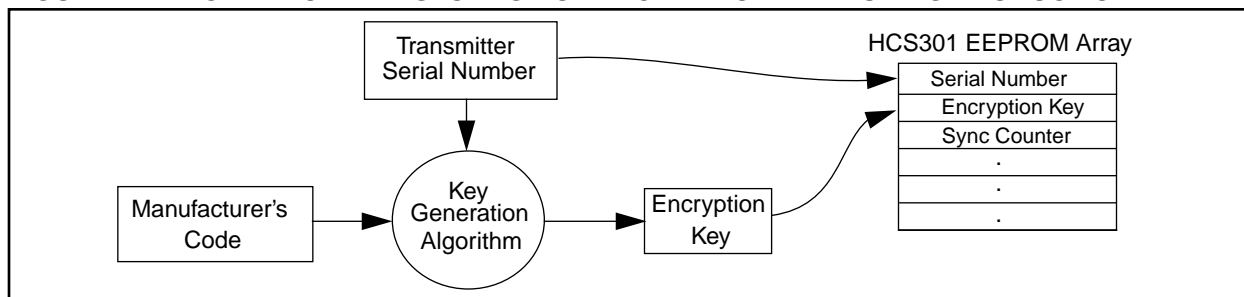 Transmitter
Serial Number
HCS301 EEPROM Array
Serial Number
Encryption Key
Sync Counter
.
.
.
Manufacturer's
Code
Key
Generation
Algorithm
Encryption
Key